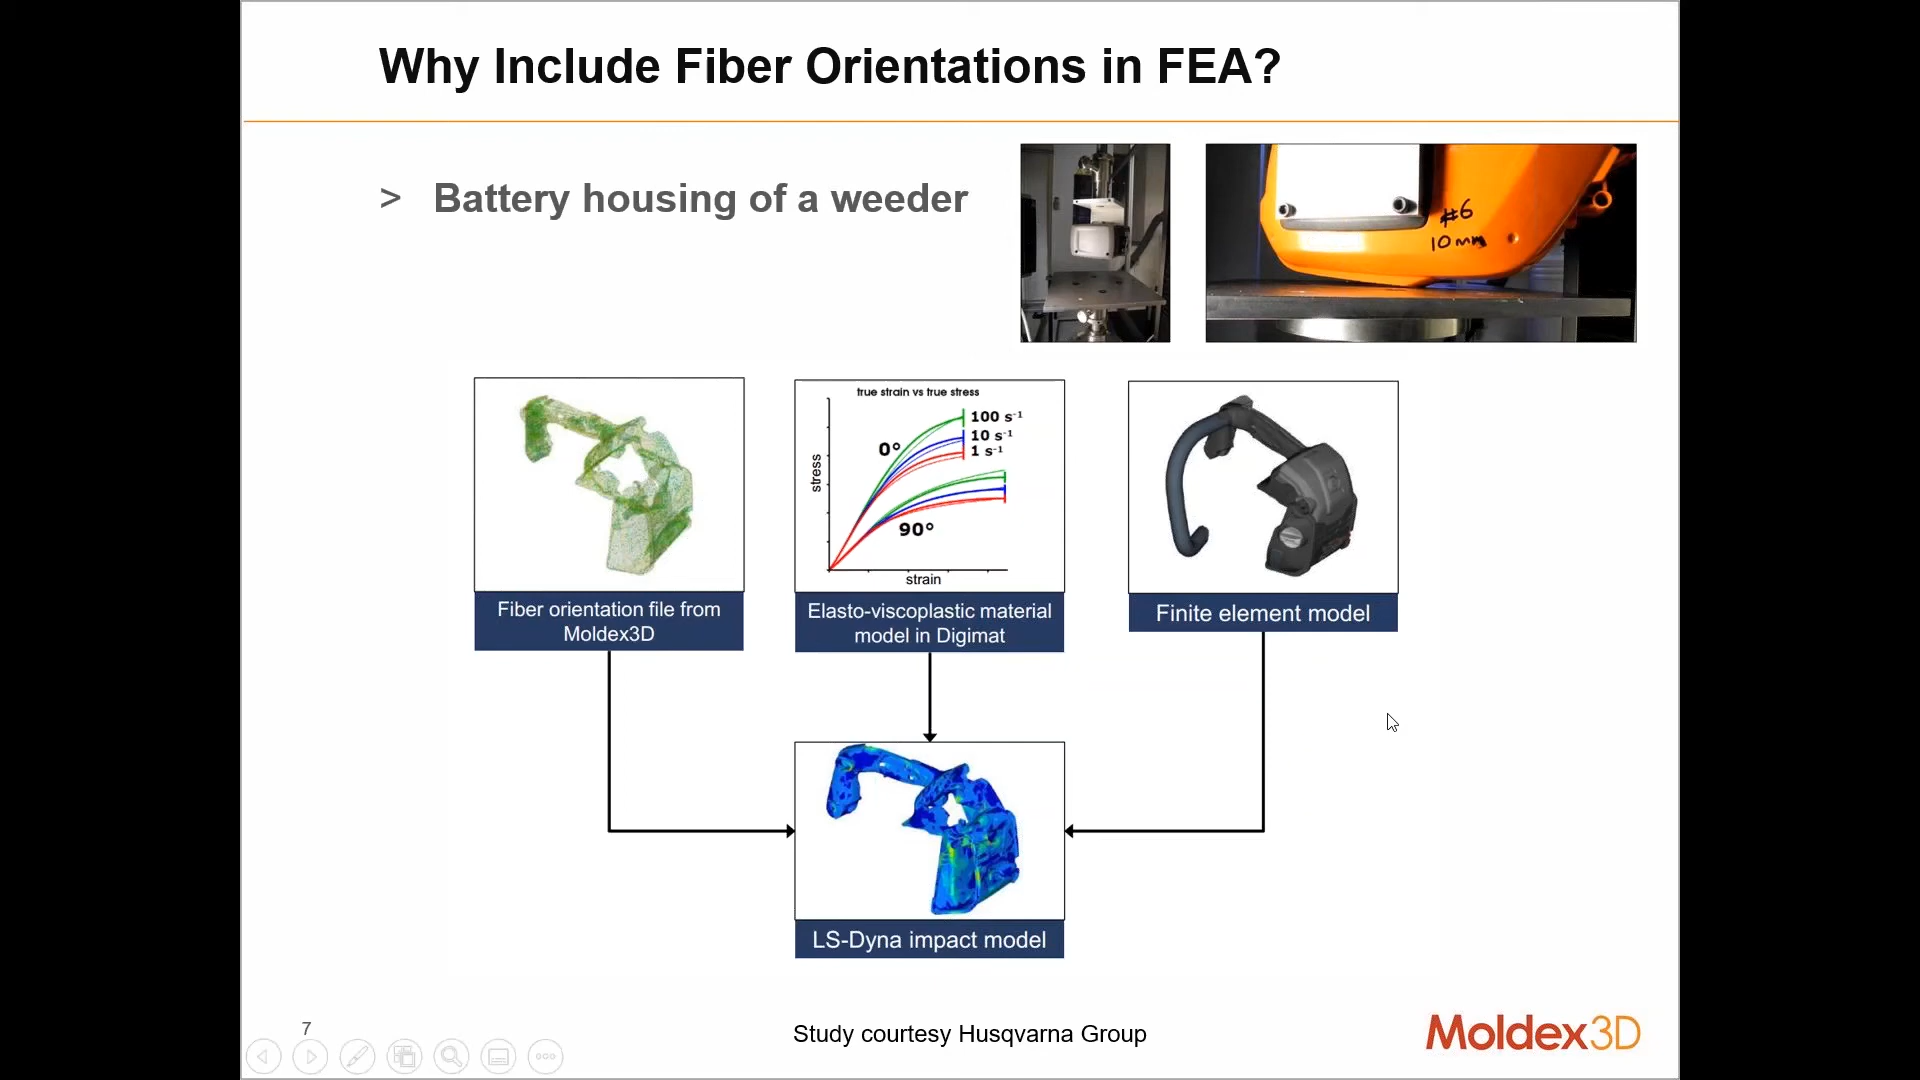 Why Include Fiber Orientations in FEA?
> Battery housing of a weeder
#6
10mm
true strain vs true stress
100 s⁻¹
10 s⁻¹
1 s⁻¹
0°
90°
stress
strain
Fiber orientation file from
Moldex3D
Elasto-viscoplastic material
model in Digimat
Finite element model
LS-Dyna impact model
7
Study courtesy Husqvarna Group
Moldex3D